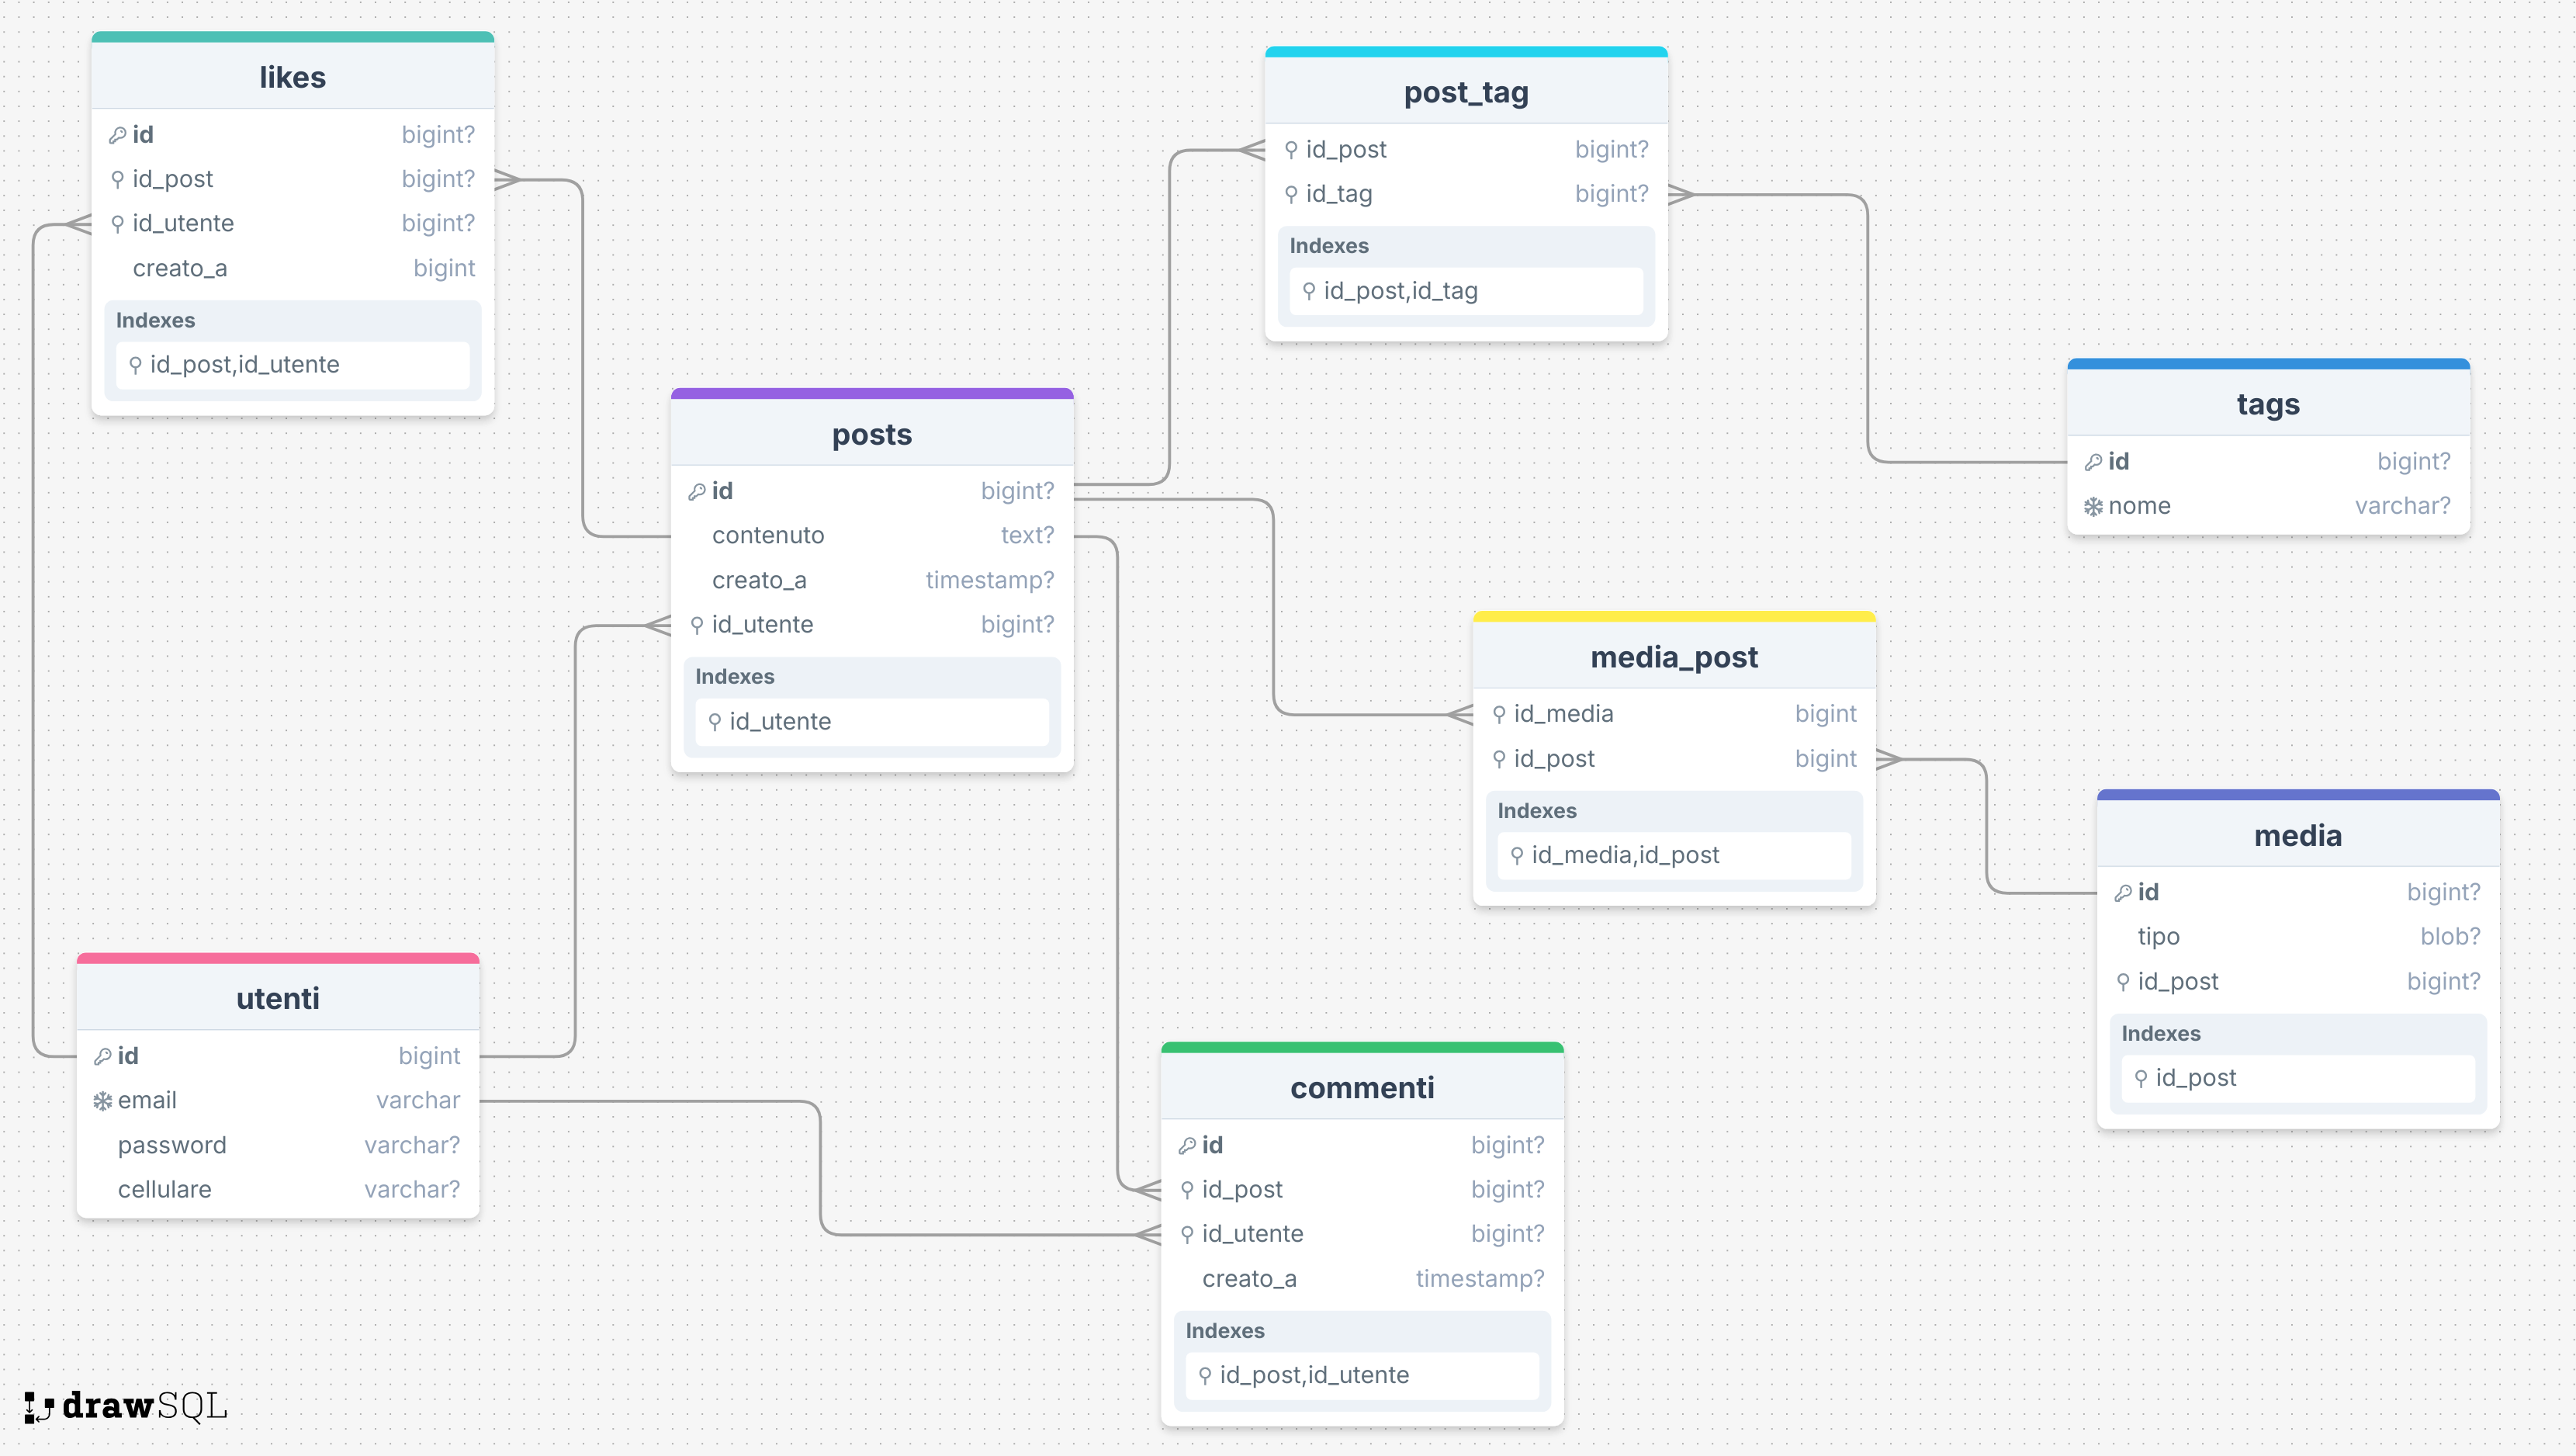 likes
id bigint?
id_post bigint?
id_utente bigint?
creato_a bigint
Indexes
id_post,id_utente
post_tag
id_post bigint?
id_tag bigint?
Indexes
id_post,id_tag
posts
id bigint?
contenuto text?
creato_a timestamp?
id_utente bigint?
Indexes
id_utente
tags
id bigint?
nome varchar?
media_post
id_media bigint
id_post bigint
Indexes
id_media,id_post
media
id bigint?
tipo blob?
id_post bigint?
Indexes
id_post
utenti
id bigint
email varchar
password varchar?
cellulare varchar?
commenti
id bigint?
id_post bigint?
id_utente bigint?
creato_a timestamp?
Indexes
id_post,id_utente
drawSQL